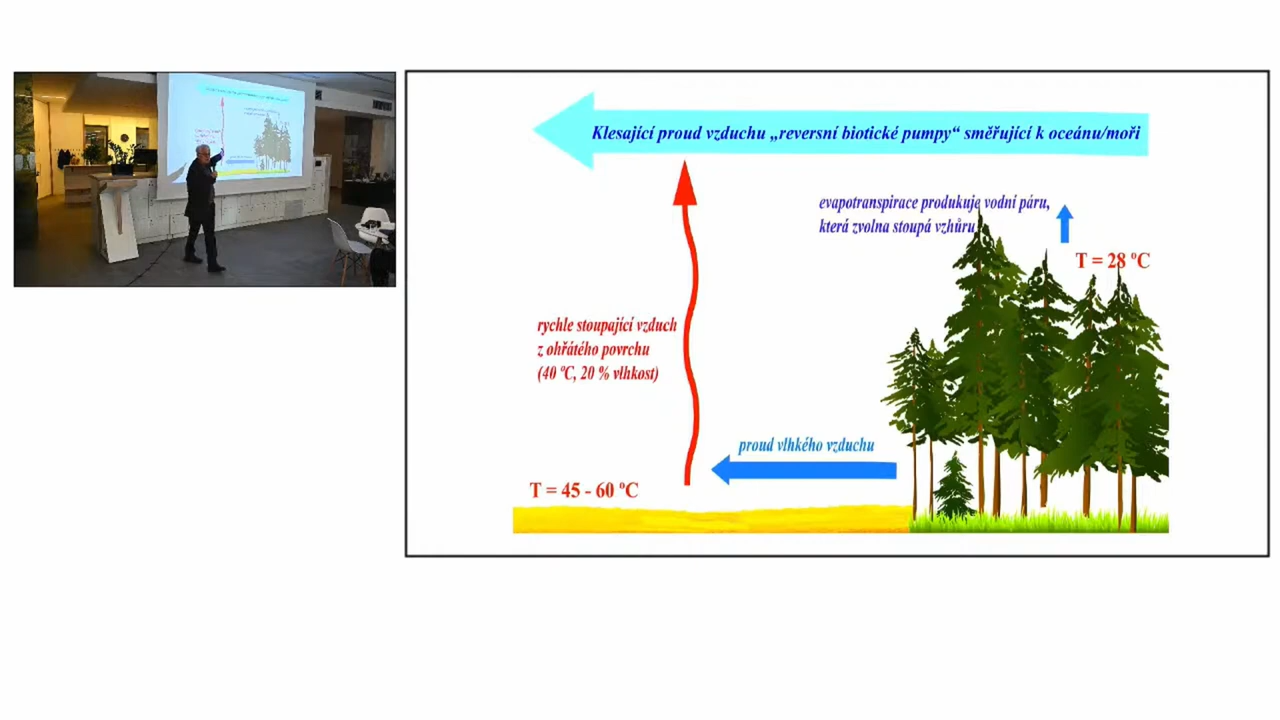 Klesající proud vzduchu „reversní biotické pumpy“ směřující k oceánu/moři
evapotranspirace produkuje vodní páru,
která zvolna stoupá vzhůru
T = 28 °C
rychle stoupající vzduch
z ohřátého povrchu
(40 °C, 20 % vlhkost)
proud vlhkého vzduchu
T = 45 - 60 °C